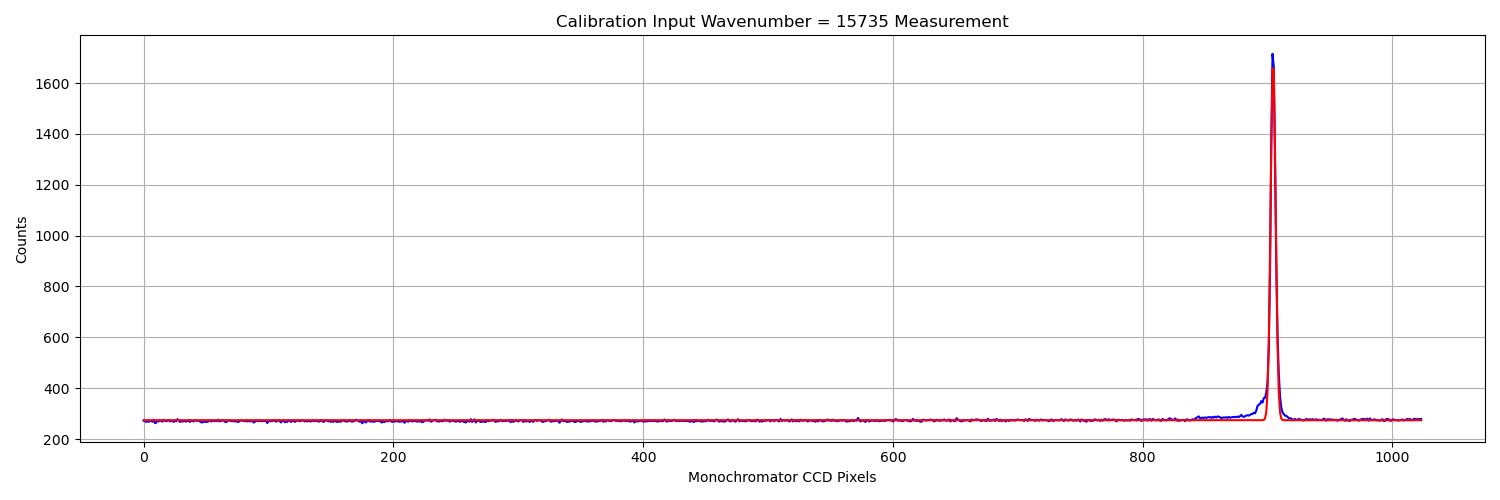 Calibration Input Wavenumber = 15735 Measurement
1600
1400
1200
1000
800
600
400
200
Counts
0 200 400 600 800 1000
Monochromator CCD Pixels